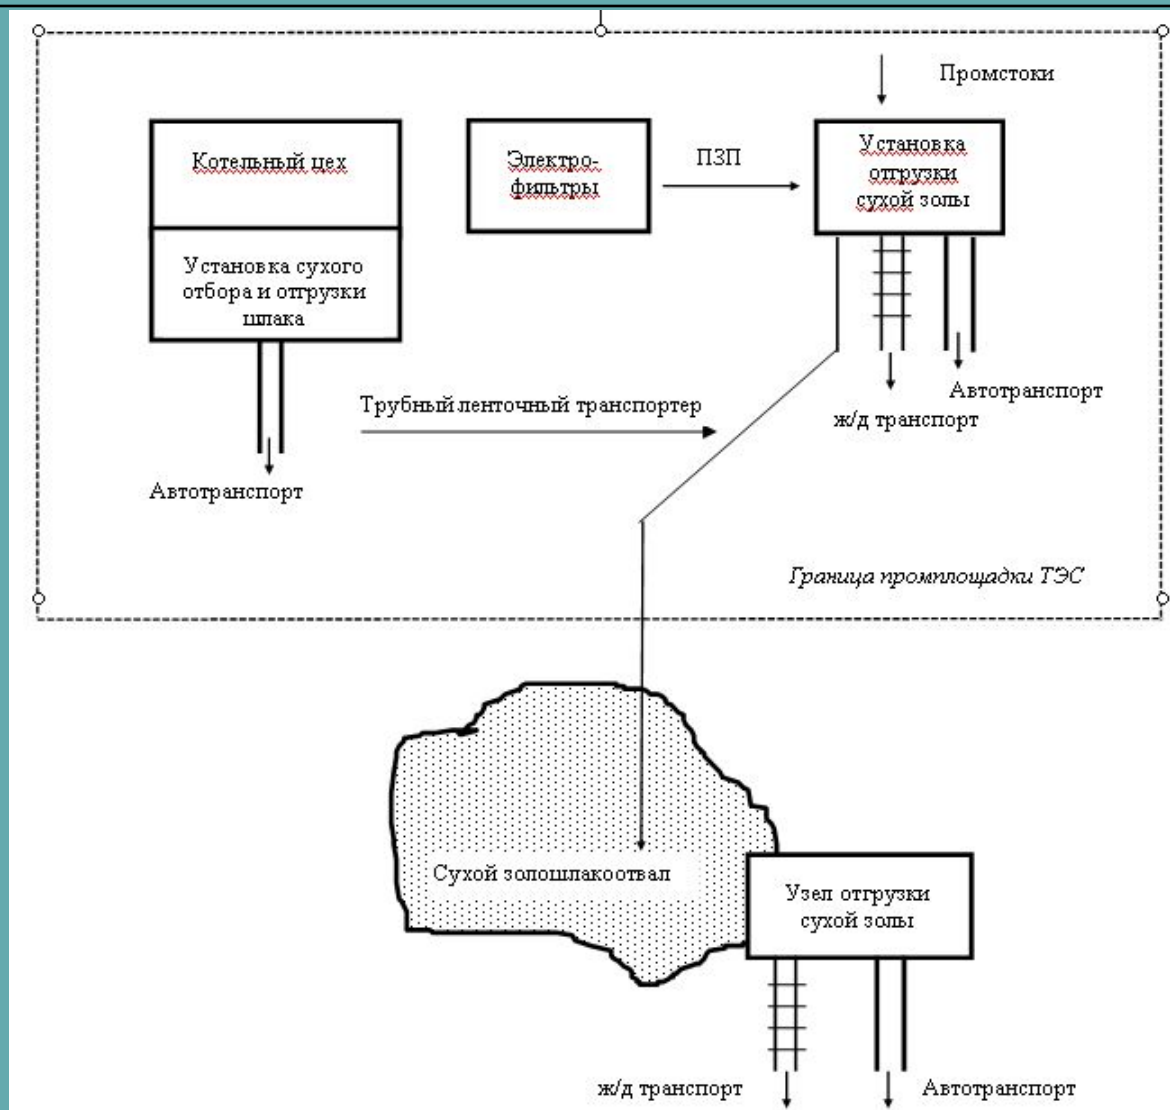 Промстоки
Котельный цех
Электро-
фильтры
ПЗП
Установка
отгрузки
сухой золы
Установка сухого
отбора и отгрузки
шлака
Трубный ленточный транспортер
Автотранспорт
ж/д транспорт
Автотранспорт
Граница промплощадки ТЭС
Сухой золошлакоотвал
Узел отгрузки
сухой золы
ж/д транспорт
Автотранспорт